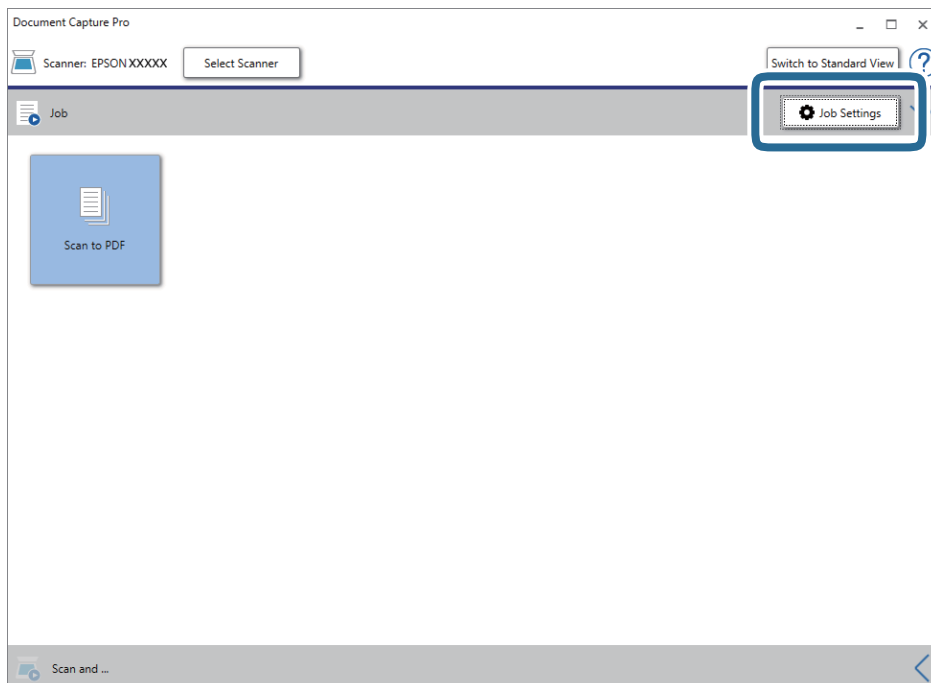 Document Capture Pro
Scanner: EPSON XXXXX
Select Scanner
Switch to Standard View
?
Job
Job Settings
Scan to PDF
Scan and ...